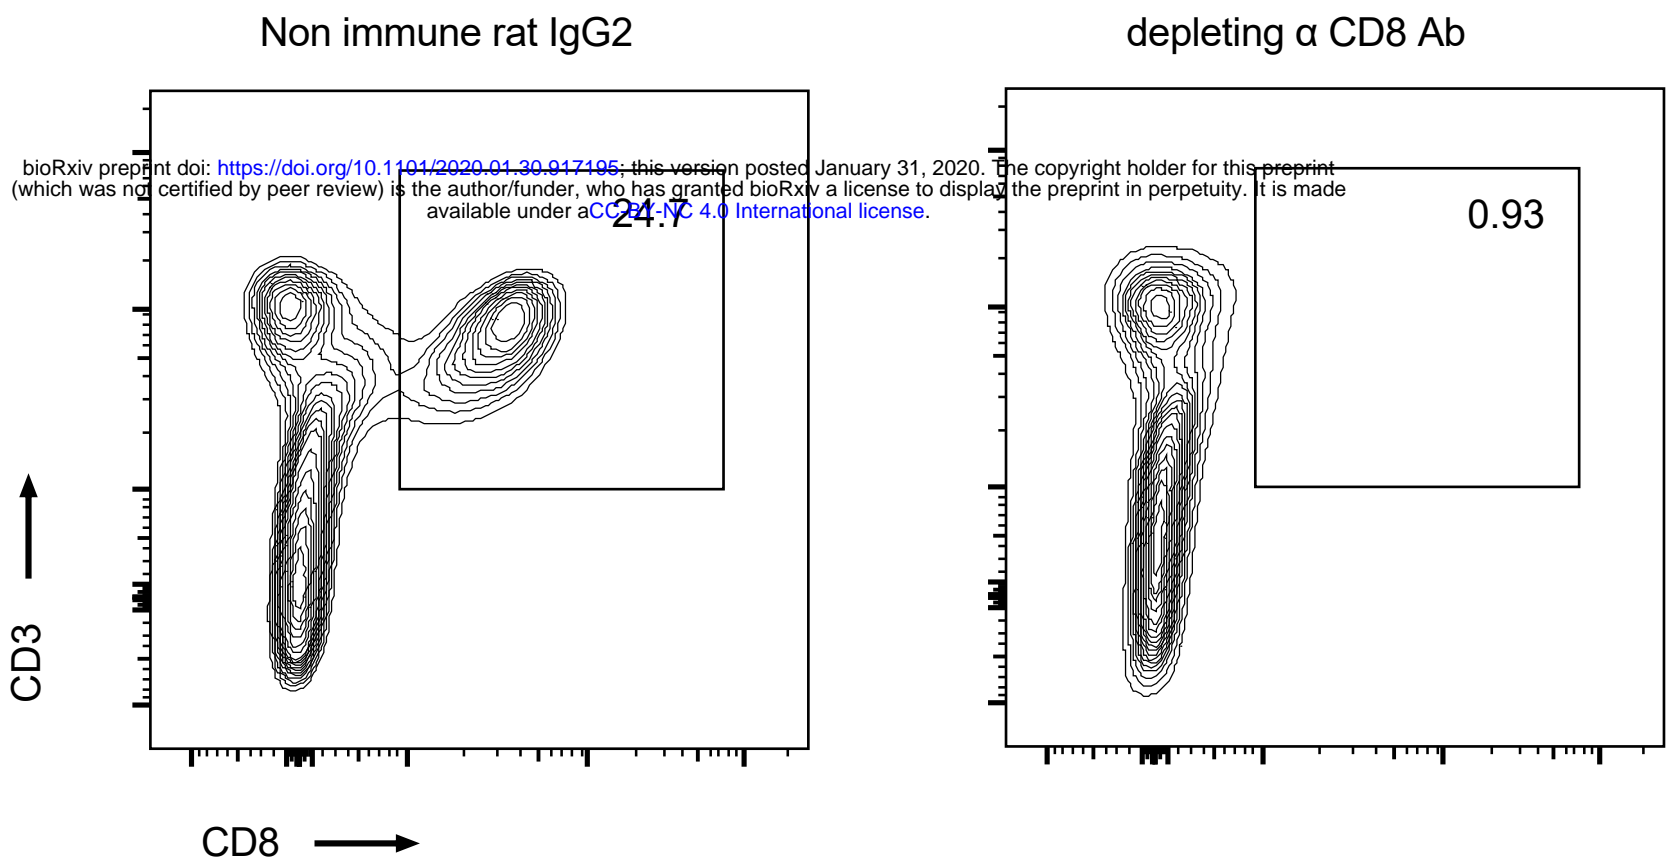 Non immune rat IgG2
depleting α CD8 Ab
bioRxiv preprint doi: https://doi.org/10.1101/2020.01.30.917195; this version posted January 31, 2020. The copyright holder for this preprint
(which was not certified by peer review) is the author/funder, who has granted bioRxiv a license to display the preprint in perpetuity. It is made
available under aCC-BY-NC 4.0 International license.
24.7
0.93
CD3
CD8